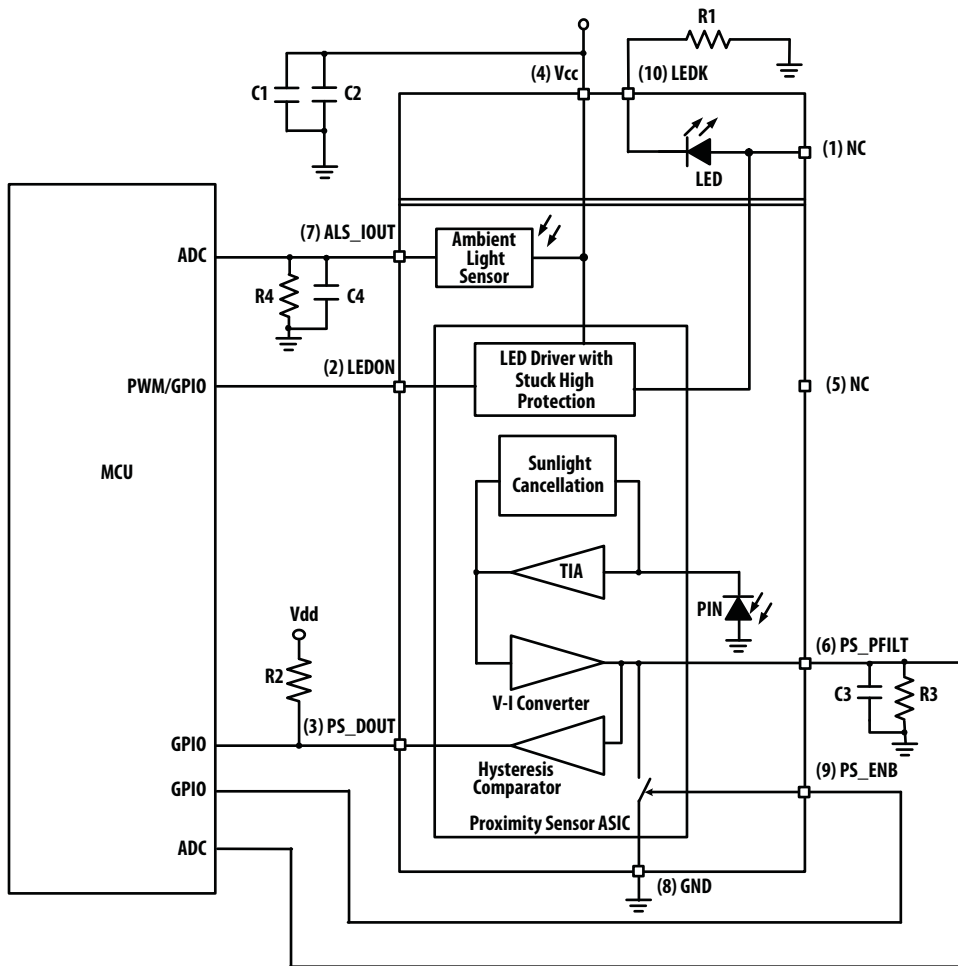 R1
(4) Vcc
(10) LEDK
C1
C2
(1) NC
LED
(7) ALS_IOUT
ADC
Ambient
Light
Sensor
R4
C4
(2) LEDON
PWM/GPIO
LED Driver with
Stuck High
Protection
(5) NC
MCU
Sunlight
Cancellation
TIA
PIN
Vdd
(6) PS_PFILT
R2
C3
R3
V-I Converter
(3) PS_DOUT
GPIO
Hysteresis
Comparator
(9) PS_ENB
GPIO
Proximity Sensor ASIC
ADC
(8) GND